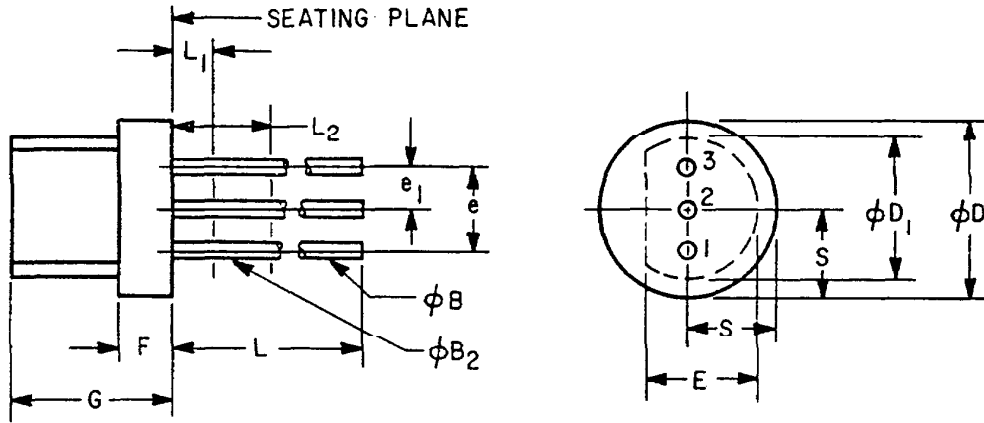 SEATING PLANE
L₁
L₂
e₁
e
φB
φB₂
F
L
G
3
2
1
S
φD₁
φD
S
E